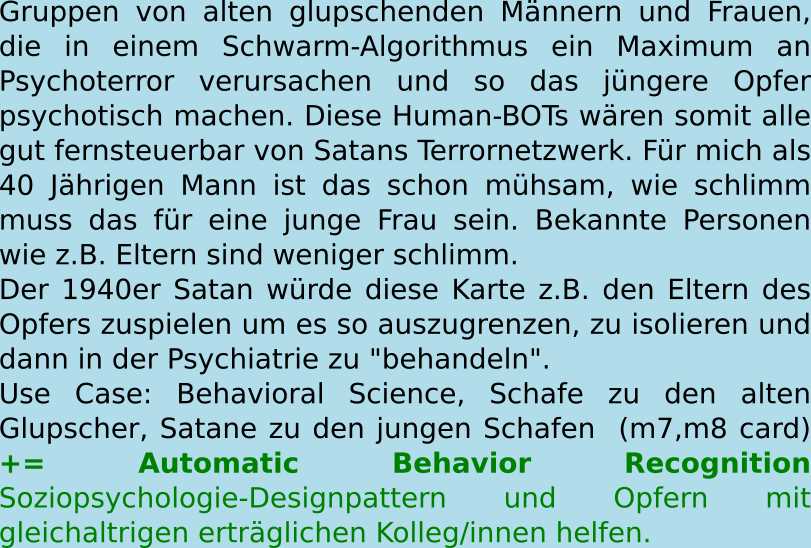 Gruppen von alten glupschenden Männern und Frauen,
die in einem Schwarm-Algorithmus ein Maximum an
Psychoterror verursachen und so das jüngere Opfer
psychotisch machen. Diese Human-BOTs wären somit alle
gut fernsteuerbar von Satans Terrornetzwerk. Für mich als
40 Jährigen Mann ist das schon mühsam, wie schlimm
muss das für eine junge Frau sein. Bekannte Personen
wie z.B. Eltern sind weniger schlimm.
Der 1940er Satan würde diese Karte z.B. den Eltern des
Opfers zuspielen um es so auszugrenzen, zu isolieren und
dann in der Psychiatrie zu "behandeln".
Use Case: Behavioral Science, Schafe zu den alten
Glupscher, Satane zu den jungen Schafen (m7,m8 card)
+= Automatic Behavior Recognition
Soziopsychologie-Designpattern und Opfern mit
gleichaltrigen erträglichen Kolleg/innen helfen.